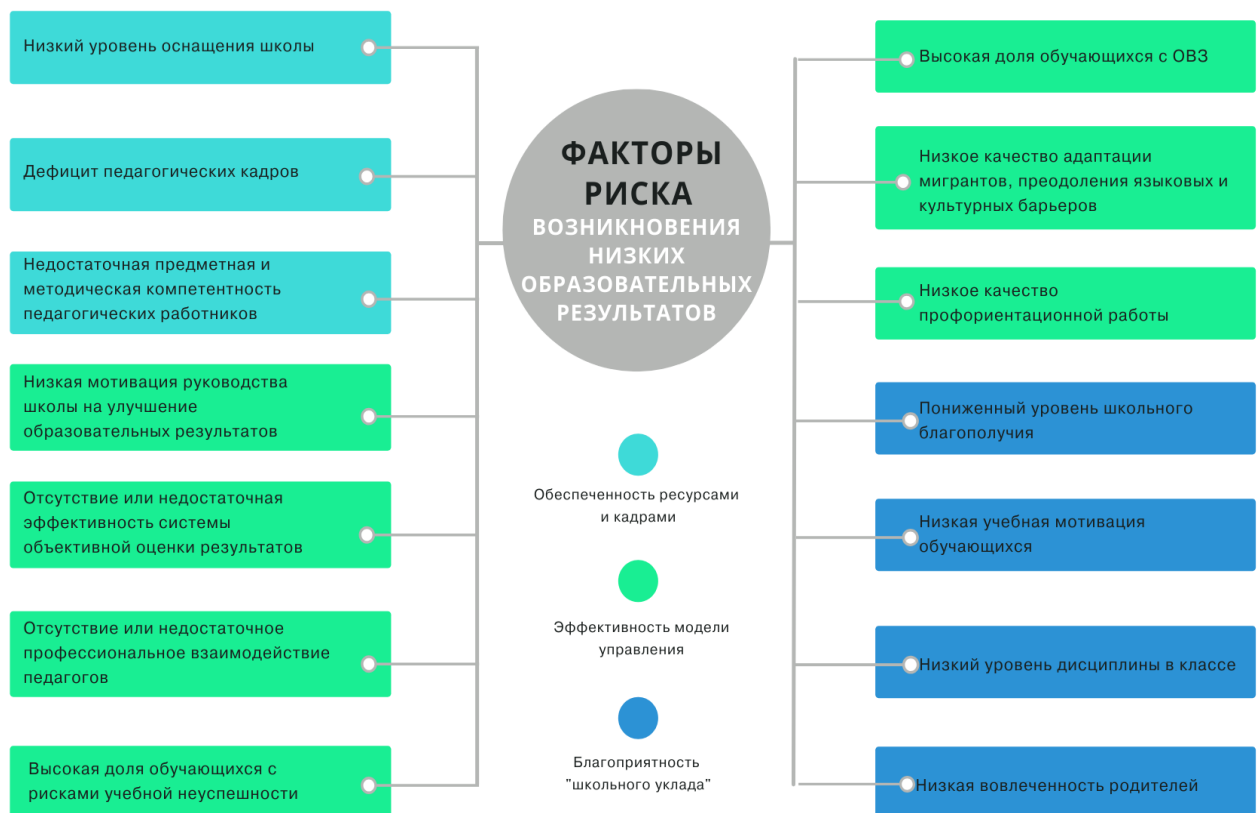 Низкий уровень оснащения школы
Дефицит педагогических кадров
Недостаточная предметная и
методическая компетентность
педагогических работников
Низкая мотивация руководства
школы на улучшение
образовательных результатов
Отсутствие или недостаточная
эффективность системы
объективной оценки результатов
Отсутствие или недостаточное
профессиональное взаимодействие
педагогов
Высокая доля обучающихся с
рисками учебной неуспешности
ФАКТОРЫ
РИСКА
ВОЗНИКНОВЕНИЯ
НИЗКИХ
ОБРАЗОВАТЕЛЬНЫХ
РЕЗУЛЬТАТОВ
Обеспеченность ресурсами
и кадрами
Эффективность модели
управления
Благоприятность
"школьного уклада"
Высокая доля обучающихся с ОВЗ
Низкое качество адаптации
мигрантов, преодоления языковых и
культурных барьеров
Низкое качество
профориентационной работы
Пониженный уровень школьного
благополучия
Низкая учебная мотивация
обучающихся
Низкий уровень дисциплины в классе
Низкая вовлеченность родителей